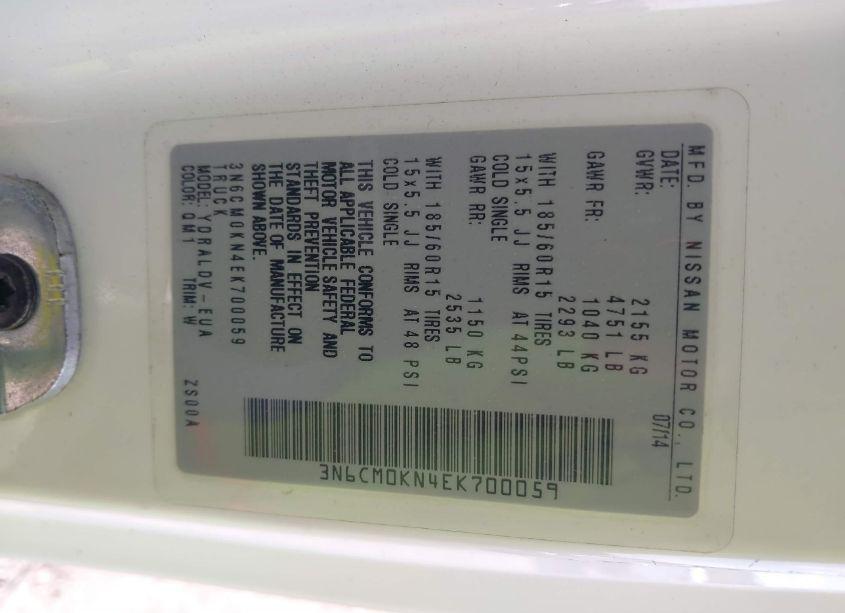 MFD. BY NISSAN MOTOR CO., LTD.
DATE: 07/14
GVWR: 2155 KG
4751 LB
GAWR FR: 1040 KG
2293 LB
WITH 185/60R15 TIRES
15x5.5 JJ RIMS AT 44PSI
COLD SINGLE
GAWR RR: 1150 KG
2535 LB
WITH 185/60R15 TIRES
15x5.5 JJ RIMS AT 48 PSI
COLD SINGLE
THIS VEHICLE CONFORMS TO
ALL APPLICABLE FEDERAL
MOTOR VEHICLE SAFETY AND
THEFT PREVENTION
STANDARDS IN EFFECT ON
THE DATE OF MANUFACTURE
SHOWN ABOVE.
3N6CM0KN4EK700059
TRUCK
MODEL: YDRALDV-EUA
COLOR: QM1 TRIM: W ZS00A
3N6CM0KN4EK700059